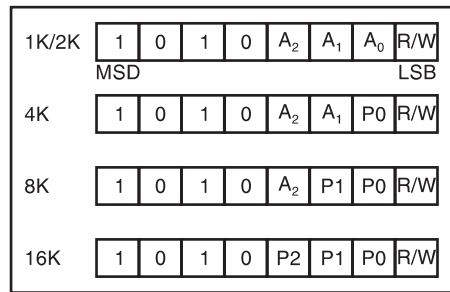 1K/2K 1 0 1 0 A₂ A₁ A₀ R/W
MSD LSB
4K 1 0 1 0 A₂ A₁ P0 R/W
8K 1 0 1 0 A₂ P1 P0 R/W
16K 1 0 1 0 P2 P1 P0 R/W